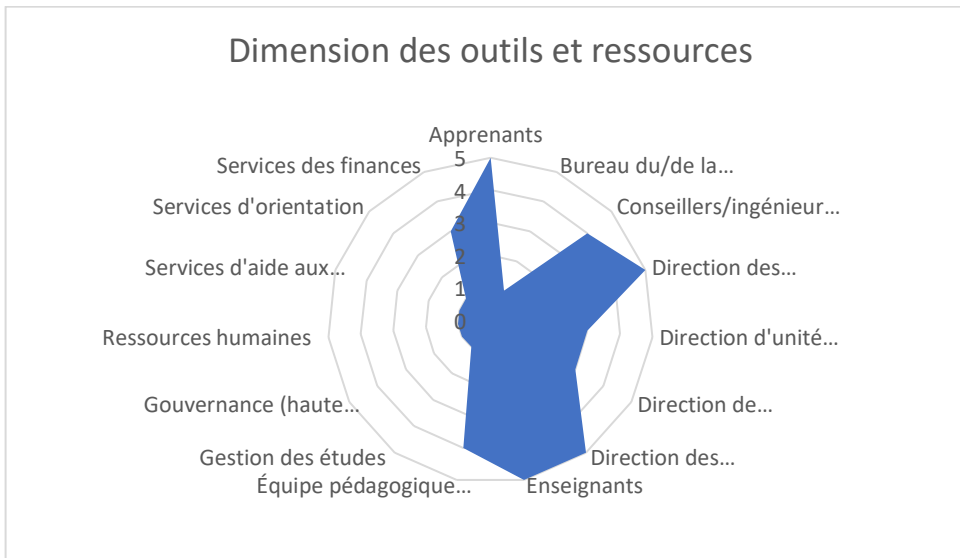 Dimension des outils et ressources
Apprenants
Bureau du/de la…
Conseillers/ingénieur…
Direction des…
Direction d'unité…
Direction de…
Direction des…
Enseignants
Équipe pédagogique…
Gestion des études
Gouvernance (haute…
Ressources humaines
Services d'aide aux…
Services d'orientation
Services des finances
5
4
3
2
1
0